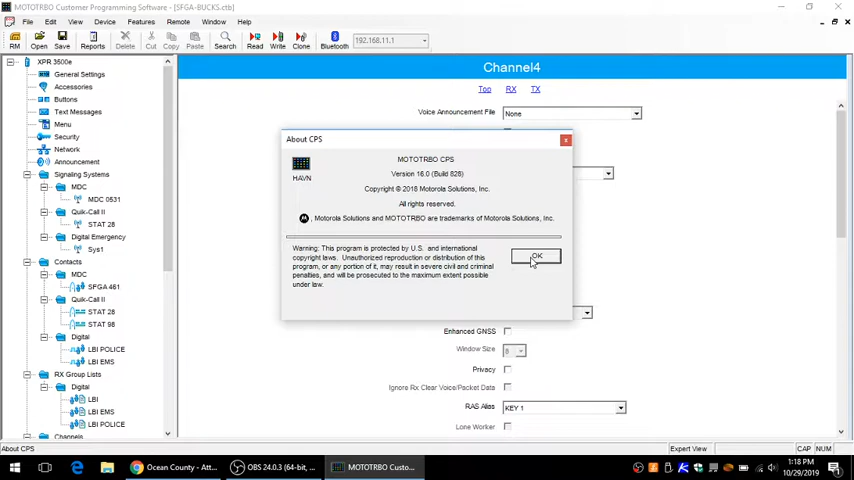 MOTOTRBO Customer Programming Software - [SFGA-BUCKS.ctb]
File Edit View Device Features Remote Window Help
RM Open Save Reports Delete Cut Copy Paste Search Read Write Clone Bluetooth 192.168.11.1
XPR 3500e
General Settings
Accessories
Buttons
Text Messages
Menu
Security
Network
Announcement
Signaling Systems
MDC
MDC 0531
Quik-Call II
STAT 28
Digital Emergency
Sys1
Contacts
MDC
SFGA 461
Quik-Call II
STAT 28
STAT 98
Digital
LBI POLICE
LBI EMS
RX Group Lists
Digital
LBI
LBI EMS
LBI POLICE
Channels
Channel4
Top RX TX
Voice Announcement File None
About CPS
HAVN
MOTOTRBO CPS
Version 16.0 (Build 828)
Copyright © 2018 Motorola Solutions, Inc.
All rights reserved.
, Motorola Solutions and MOTOTRBO are trademarks of Motorola Solutions, Inc.
Warning: This program is protected by U.S. and international
copyright laws. Unauthorized reproduction or distribution of this
program, or any portion of it, may result in severe civil and criminal
penalties, and will be prosecuted to the maximum extent possible
under law.
OK
Enhanced GNSS
Window Size 8
Privacy
Ignore Rx Clear Voice/Packet Data
RAS Alias KEY 1
Lone Worker
About CPS Expert View CAP NUM
Ocean County - Att... OBS 24.0.3 (64-bit, ... MOTOTRBO Custo... 1:18 PM
10/29/2019